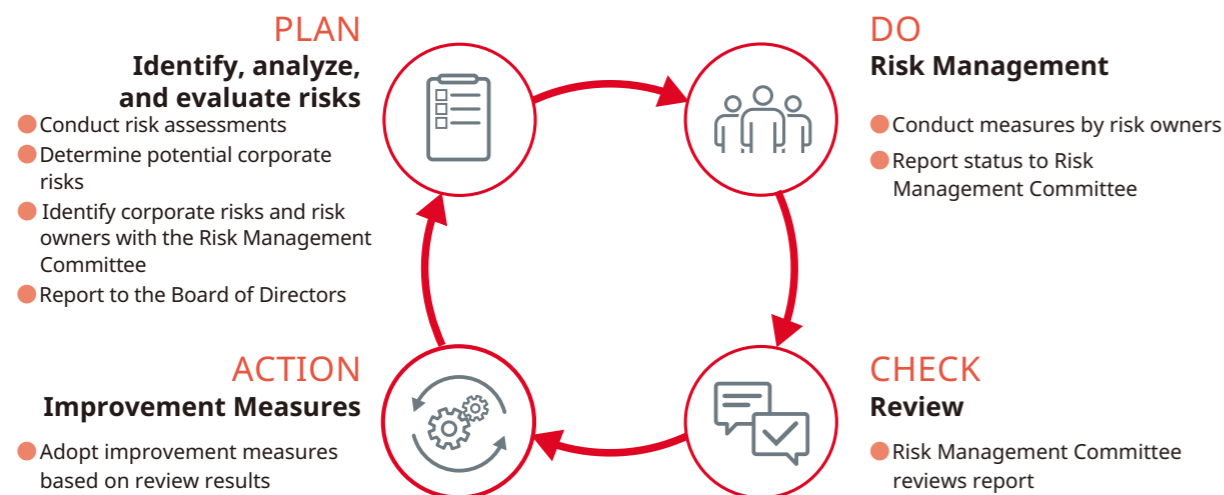 PLAN
Identify, analyze,
and evaluate risks
Conduct risk assessments
Determine potential corporate
risks
Identify corporate risks and risk
owners with the Risk Management
Committee
Report to the Board of Directors
DO
Risk Management
Conduct measures by risk owners
Report status to Risk
Management Committee
CHECK
Review
Risk Management Committee
reviews report
ACTION
Improvement Measures
Adopt improvement measures
based on review results